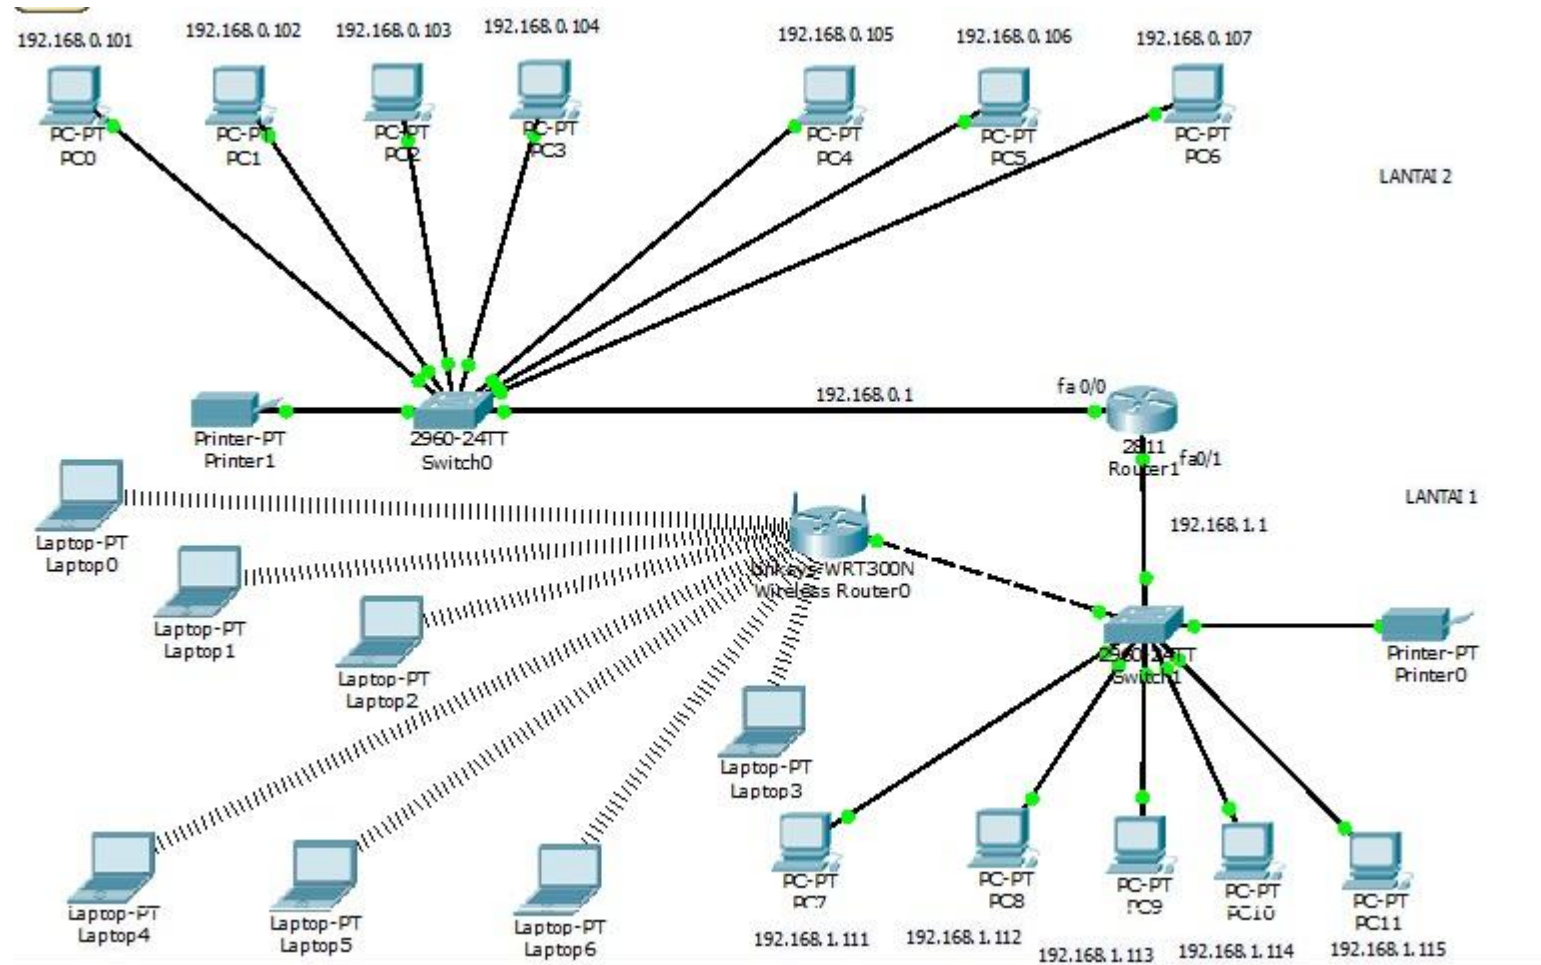 192.168.0.101
192.168.0.102
192.168.0.103
192.168.0.104
192.168.0.105
192.168.0.106
192.168.0.107
PC-PT
PC0
PC-PT
PC1
PC-PT
PC2
PC-PT
PC3
PC-PT
PC4
PC-PT
PC5
PC-PT
PC6
LANTAI 2
Printer-PT
Printer1
2960-24TT
Switch0
192.168.0.1
fa 0/0
2811
Router1
fa0/1
LANTAI 1
192.168.1.1
Laptop-PT
Laptop0
Laptop-PT
Laptop1
Laptop-PT
Laptop2
Linksys-WRT300N
Wireless Router0
2960-24TT
Switch1
Printer-PT
Printer0
Laptop-PT
Laptop3
Laptop-PT
Laptop4
Laptop-PT
Laptop5
Laptop-PT
Laptop6
PC-PT
PC7
PC-PT
PC8
PC-PT
PC9
PC-PT
PC10
PC-PT
PC11
192.168.1.111
192.168.1.112
192.168.1.113
192.168.1.114
192.168.1.115